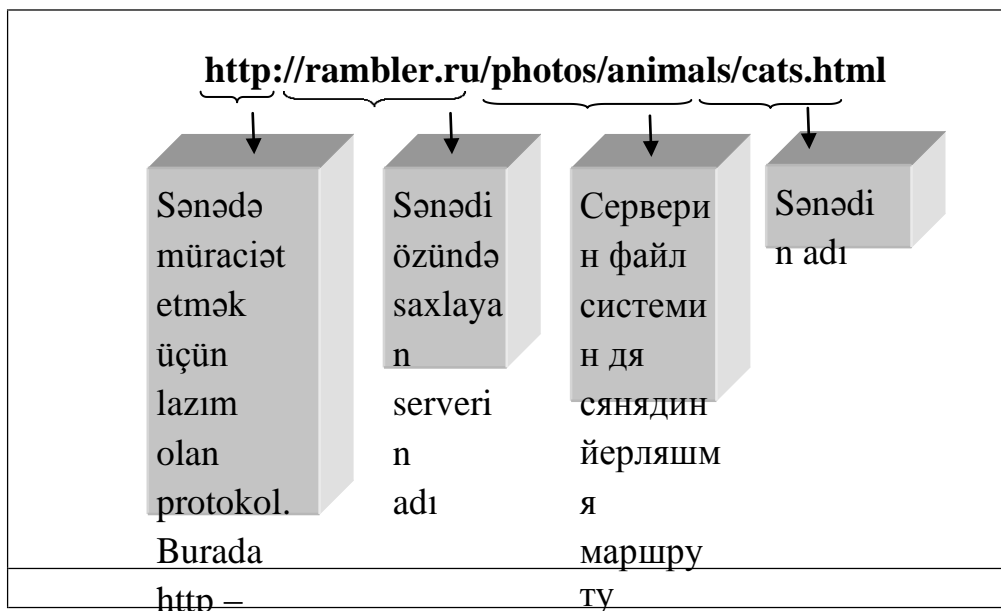 http://rambler.ru/photos/animals/cats.html
Sənədə
müraciət
etmək
üçün
lazım
olan
protokol.
Burada
http –
Sənədi
özündə
saxlaya
n
serveri
n
adı
Сервери
н файл
системи
н дя
сянядин
йерляшм
я
маршру
ту
Sənədi
n adı